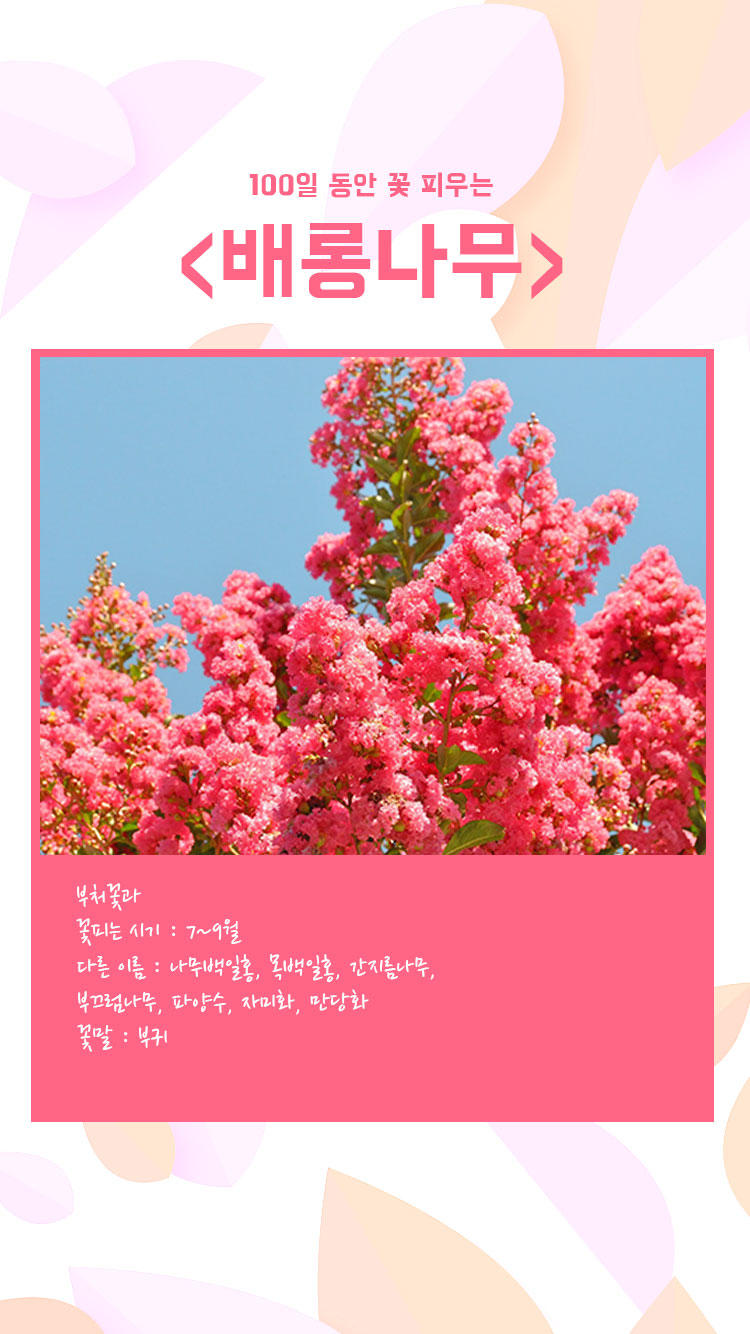 100일 동안 꽃 피우는
<배롱나무>
부처꽃과
꽃피는 시기 : 7~9월
다른 이름 : 나무백일홍, 목백일홍, 간지름나무,
부끄럼나무, 파양수, 자미화, 만당화
꽃말 : 부귀